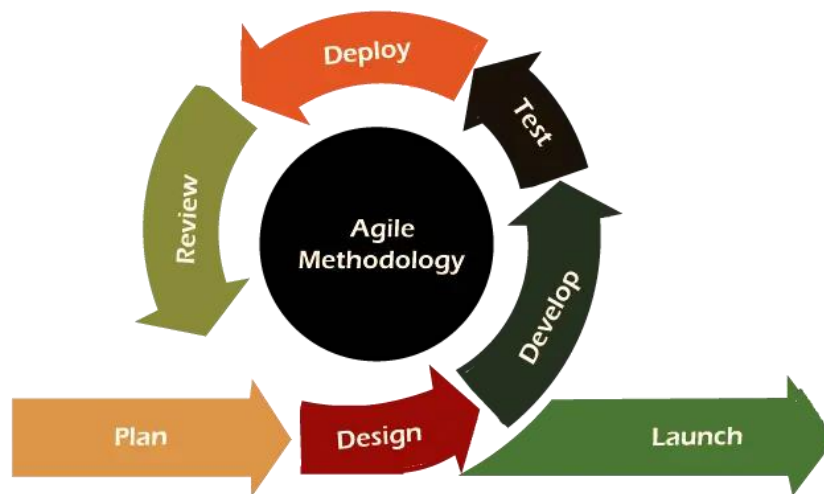 Deploy
Test
Review
Agile
Methodology
Develop
Plan
Design
Launch